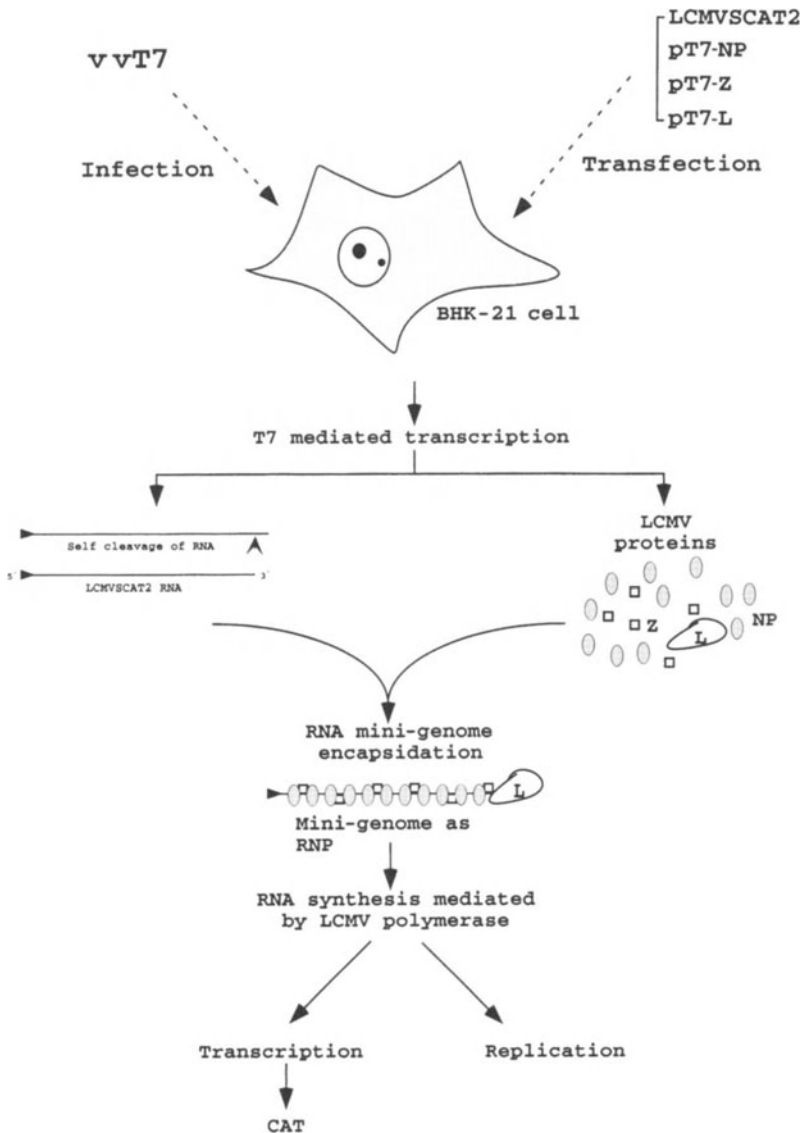 vvT7
LCMVSCAT2
pT7-NP
pT7-Z
pT7-L
Infection
Transfection
BHK-21 cell
T7 mediated transcription
Self cleavage of RNA
5´
3´
LCMVSCAT2 RNA
LCMV
proteins
Z
NP
L
RNA mini-genome
encapsidation
L
Mini-genome as
RNP
RNA synthesis mediated
by LCMV polymerase
Transcription
Replication
CAT